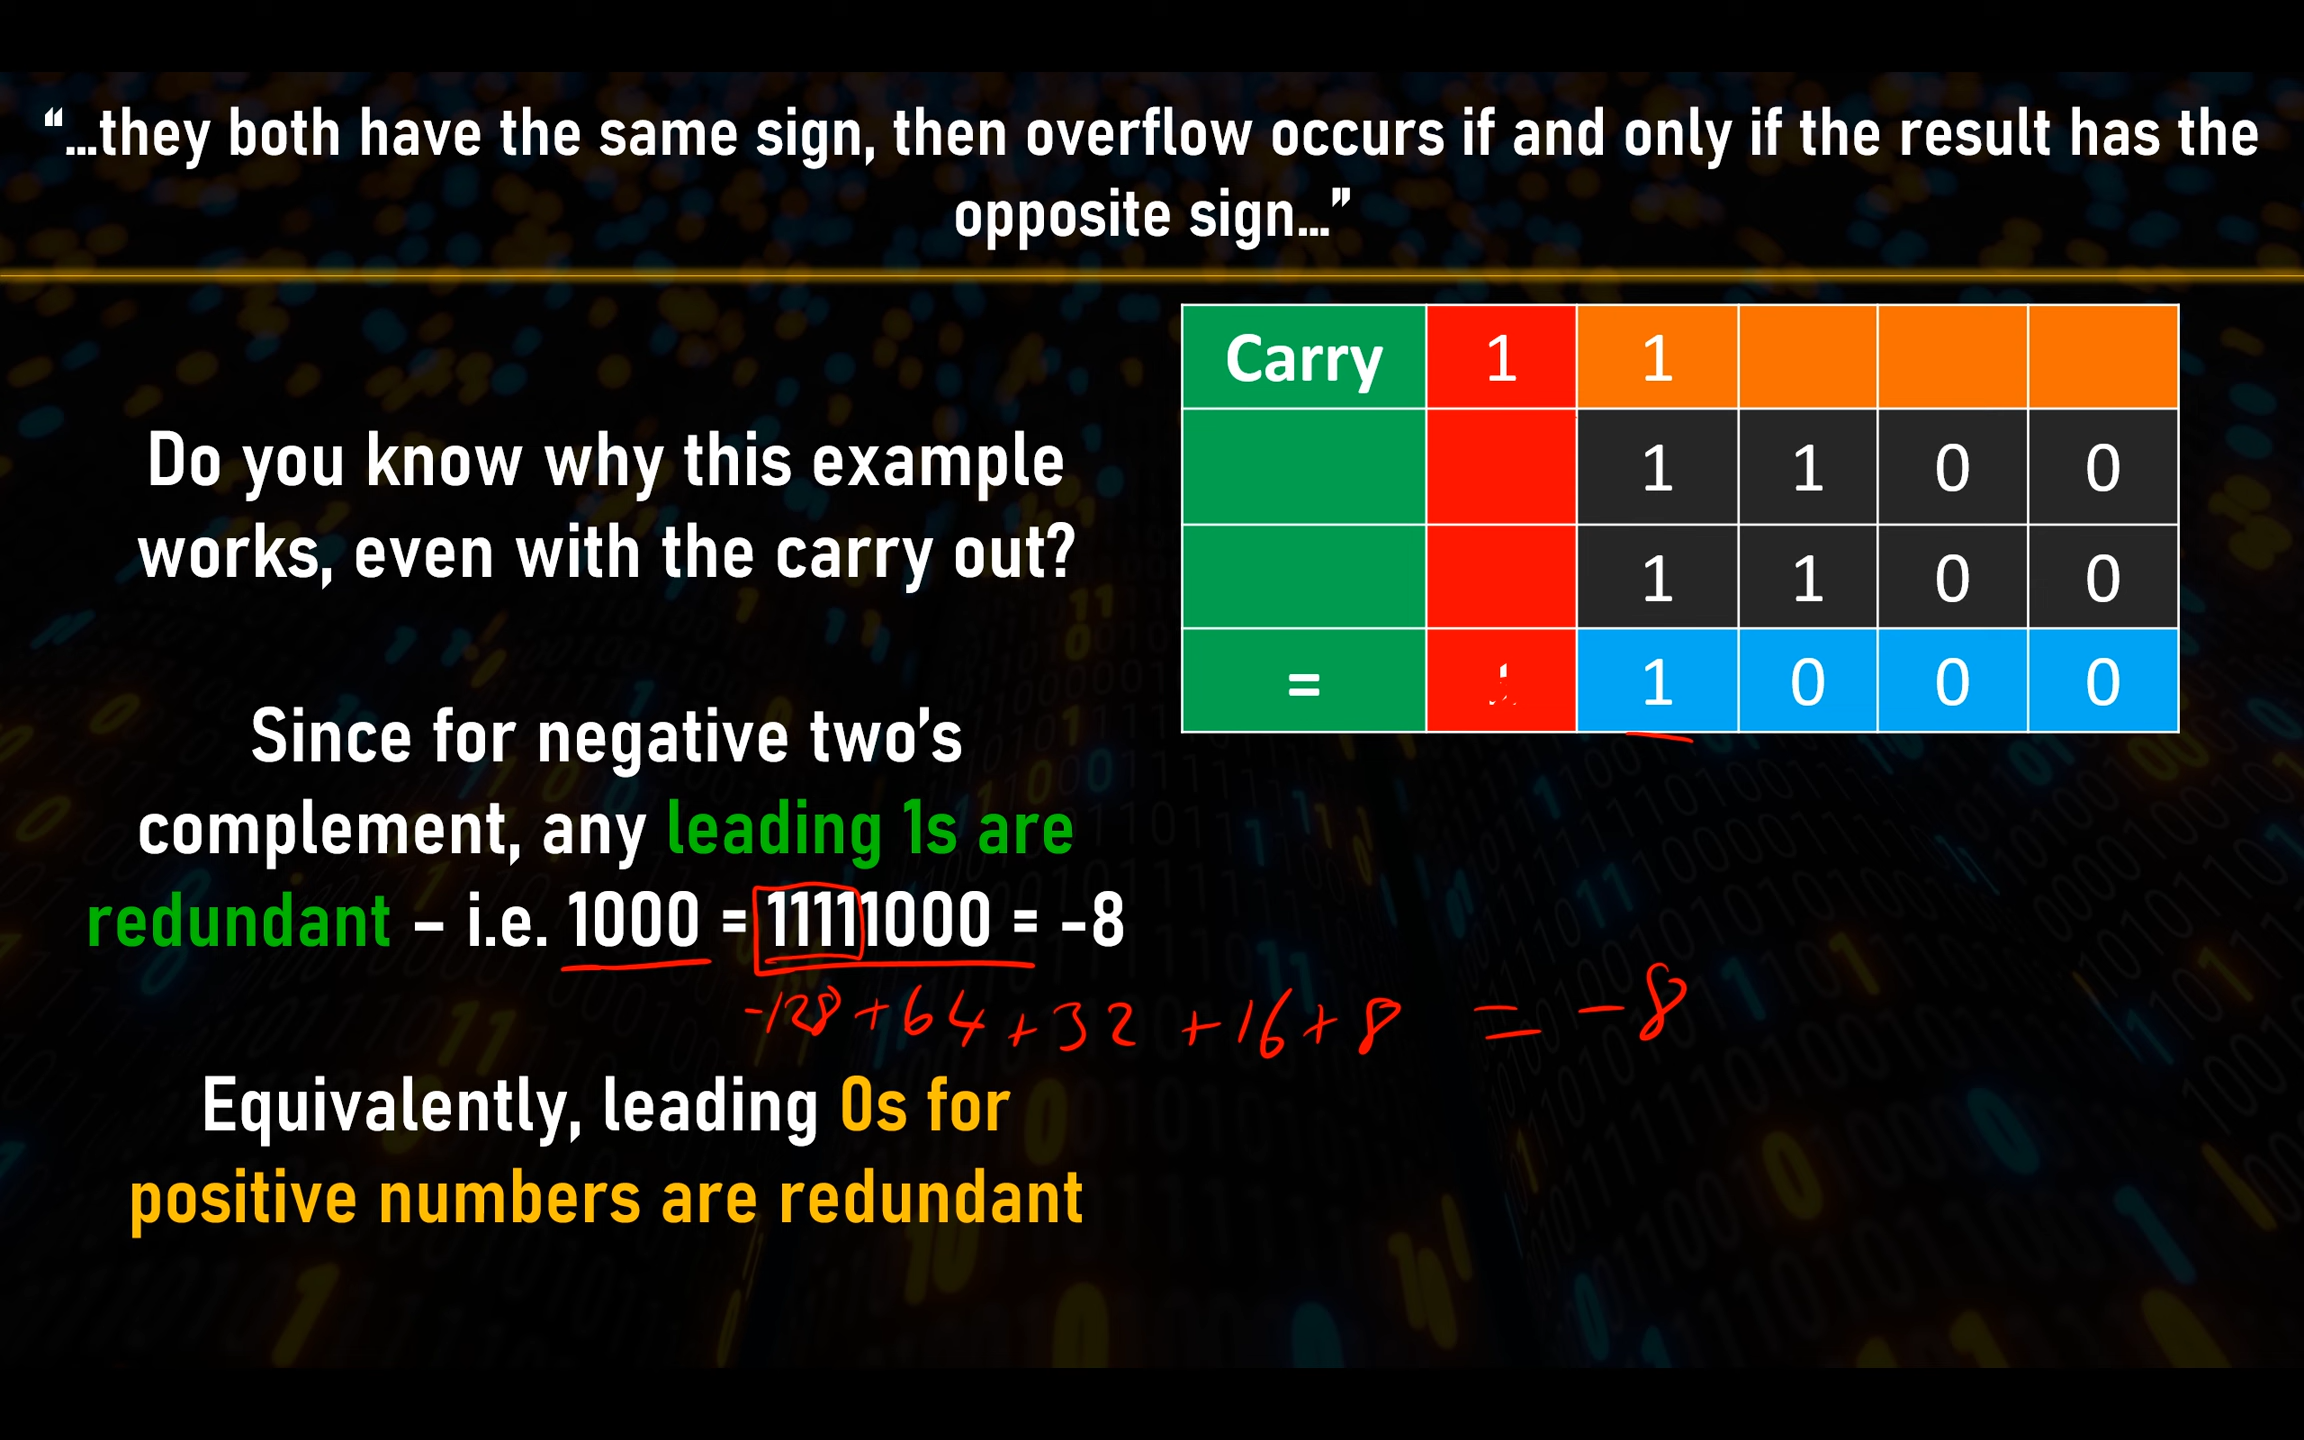 “...they both have the same sign, then overflow occurs if and only if the result has the
opposite sign...”
Do you know why this example
works, even with the carry out?
Since for negative two’s
complement, any leading 1s are
redundant – i.e. 1000 = 11111000 = -8
-128 + 64 + 32 + 16 + 8 = -8
Equivalently, leading 0s for
positive numbers are redundant
Carry 1 1
1 1 0 0
1 1 0 0
= 1 1 0 0 0